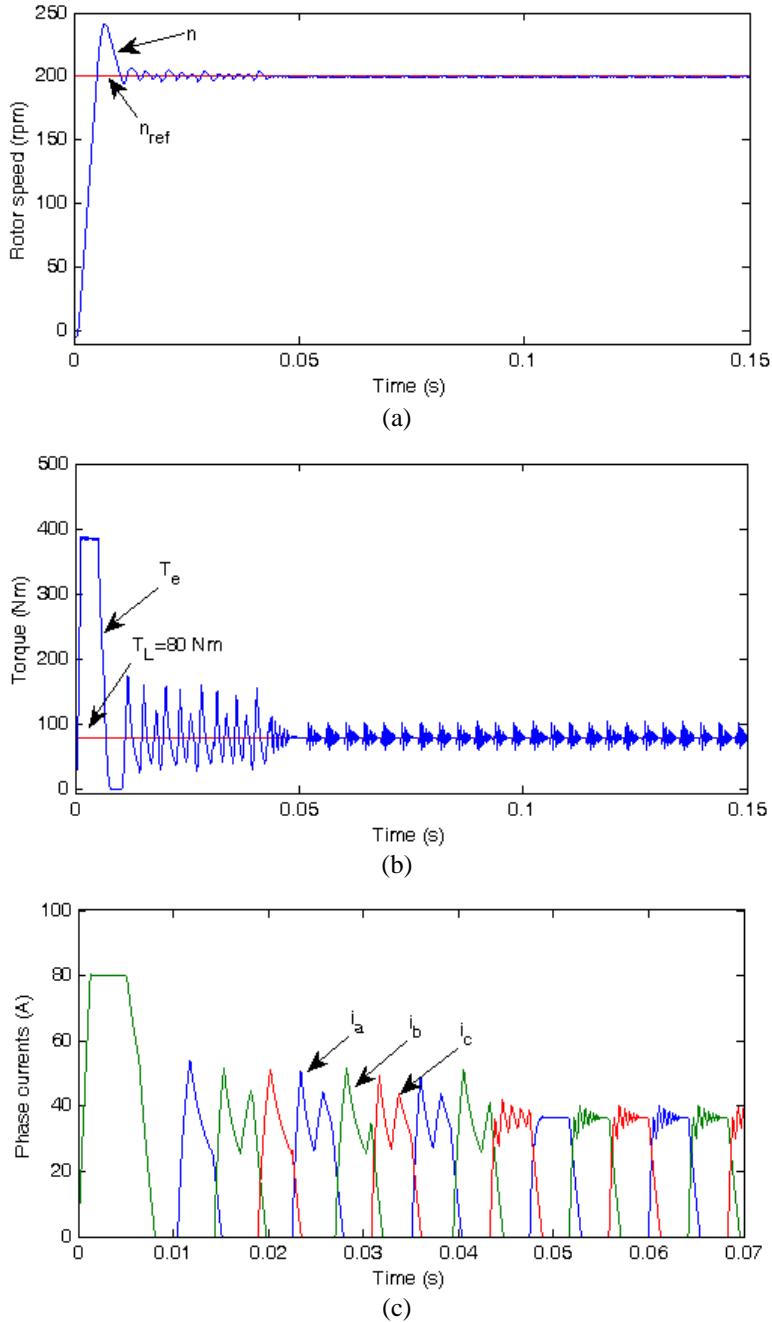 250
200
150
100
50
0
Rotor speed (rpm)
n
n_ref
0 0.05 0.1 0.15
Time (s)
(a)
500
400
300
200
100
0
Torque (Nm)
T_e
T_L=80 Nm
0 0.05 0.1 0.15
Time (s)
(b)
100
80
60
40
20
0
Phase currents (A)
i_a
i_b
i_c
0 0.01 0.02 0.03 0.04 0.05 0.06 0.07
Time (s)
(c)